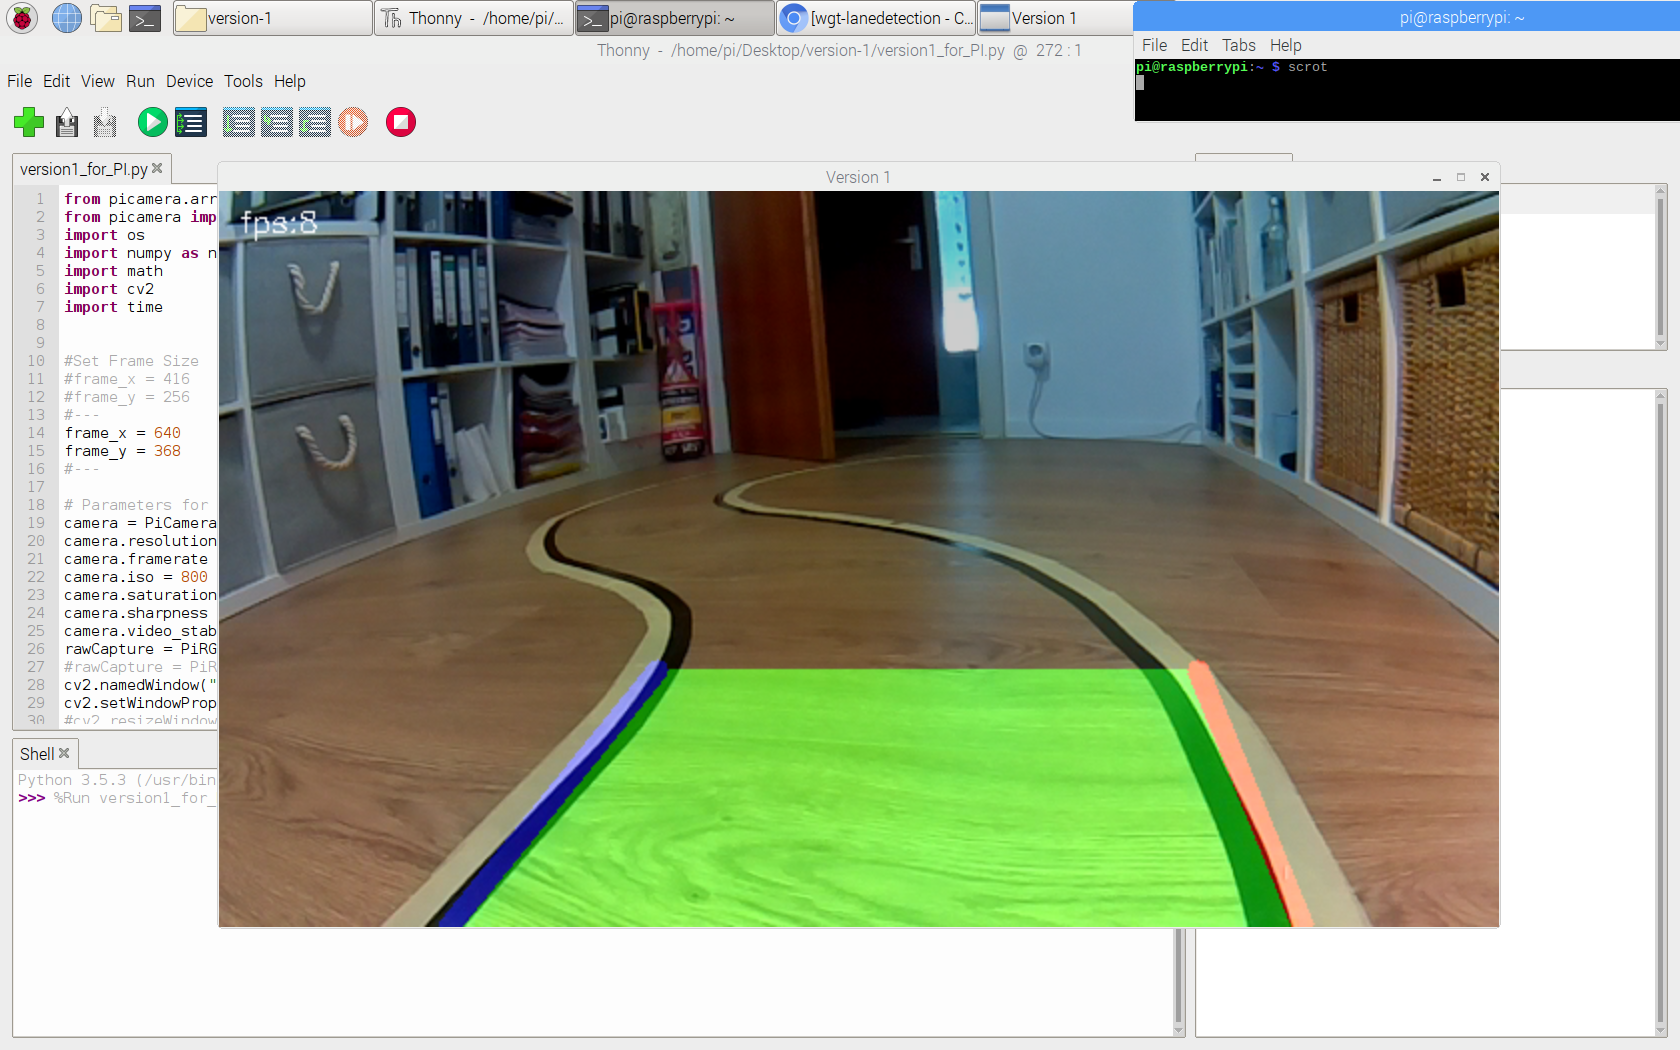 version-1
Thonny - /home/pi/...
pi@raspberrypi: ~
[wgt-lanedetection - C...
Version 1
pi@raspberrypi: ~
Thonny - /home/pi/Desktop/version-1/version1_for_PI.py @ 272 : 1
File Edit Tabs Help
pi@raspberrypi:~ $ scrot
File Edit View Run Device Tools Help
version1_for_PI.py
Version 1
fps:8
1 from picamera.arr
2 from picamera imp
3 import os
4 import numpy as n
5 import math
6 import cv2
7 import time
8
9
10 #Set Frame Size
11 #frame_x = 416
12 #frame_y = 256
13 #---
14 frame_x = 640
15 frame_y = 368
16 #---
17
18 # Parameters for
19 camera = PiCamera
20 camera.resolution
21 camera.framerate
22 camera.iso = 800
23 camera.saturation
24 camera.sharpness
25 camera.video_stab
26 rawCapture = PiRG
27 #rawCapture = PiR
28 cv2.namedWindow("
29 cv2.setWindowProp
30 #cv2.resizeWindow
Shell
Python 3.5.3 (/usr/bin
>>> %Run version1_for_